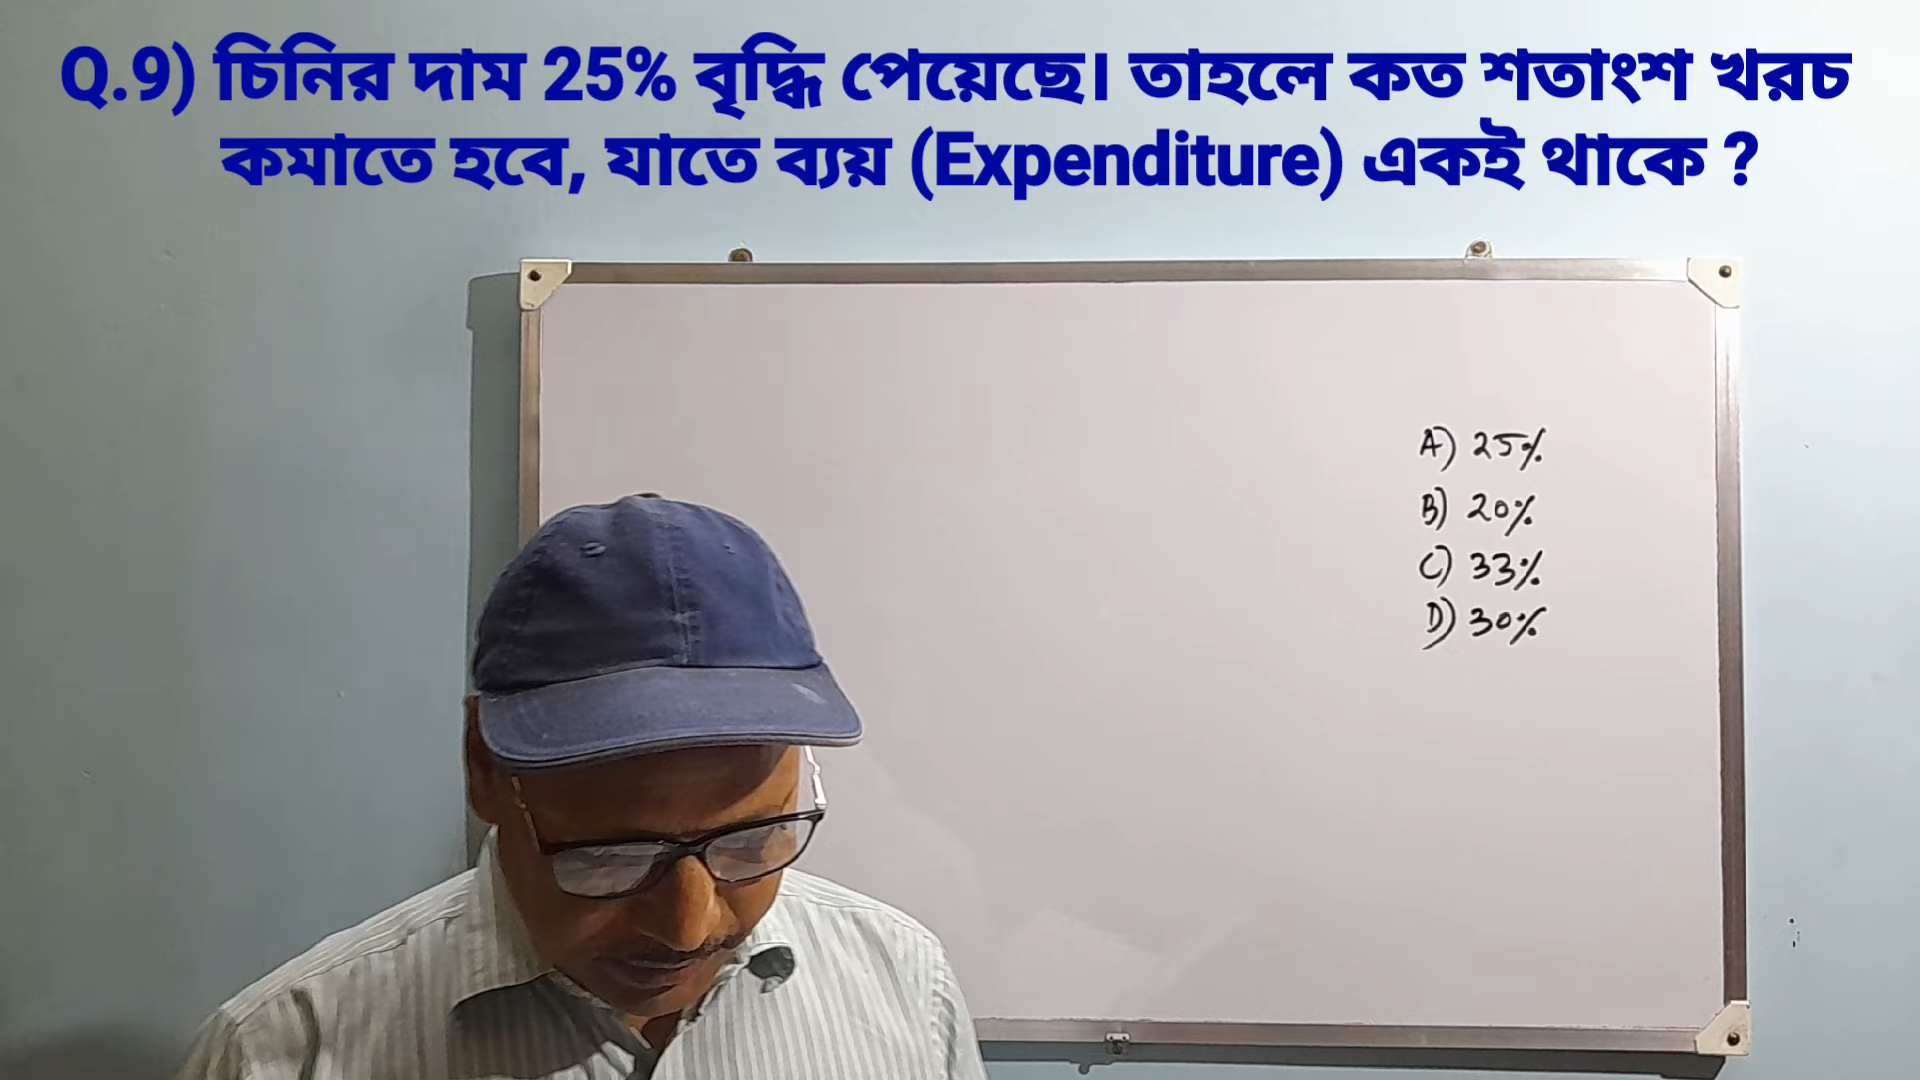 Q.9) চিনির দাম 25% বৃদ্ধি পেয়েছে। তাহলে কত শতাংশ খরচ
কমাতে হবে, যাতে ব্যয় (Expenditure) একই থাকে ?
A) 25%
B) 20%
C) 33%
D) 30%